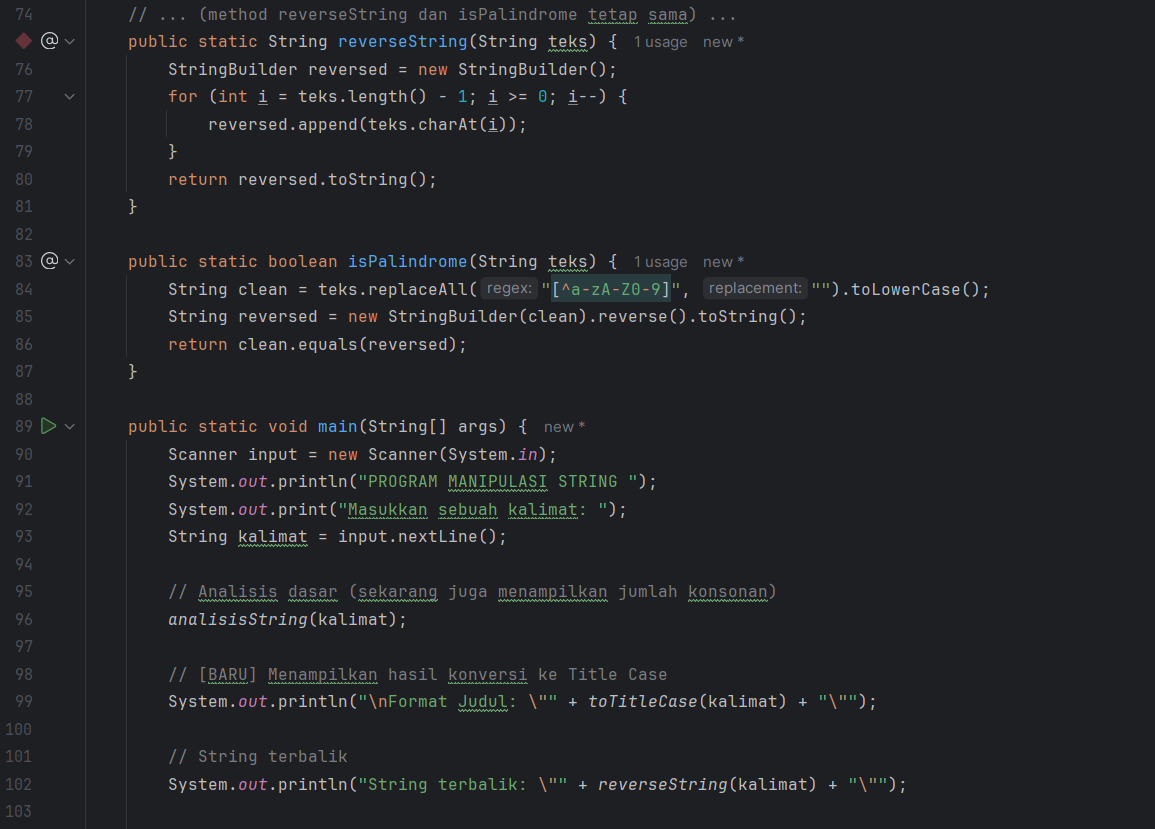 74 // ... (method reverseString dan isPalindrome tetap sama) ...
@ public static String reverseString(String teks) { 1 usage new *
76 StringBuilder reversed = new StringBuilder();
77 for (int i = teks.length() - 1; i >= 0; i--) {
78 reversed.append(teks.charAt(i));
79 }
80 return reversed.toString();
81 }
82
83 @ public static boolean isPalindrome(String teks) { 1 usage new *
84 String clean = teks.replaceAll( regex: "[^a-zA-Z0-9]", replacement: "").toLowerCase();
85 String reversed = new StringBuilder(clean).reverse().toString();
86 return clean.equals(reversed);
87 }
88
89 public static void main(String[] args) { new *
90 Scanner input = new Scanner(System.in);
91 System.out.println("PROGRAM MANIPULASI STRING ");
92 System.out.print("Masukkan sebuah kalimat: ");
93 String kalimat = input.nextLine();
94
95 // Analisis dasar (sekarang juga menampilkan jumlah konsonan)
96 analisisString(kalimat);
97
98 // [BARU] Menampilkan hasil konversi ke Title Case
99 System.out.println("\nFormat Judul: \"" + toTitleCase(kalimat) + "\"");
100
101 // String terbalik
102 System.out.println("String terbalik: \"" + reverseString(kalimat) + "\"");
103